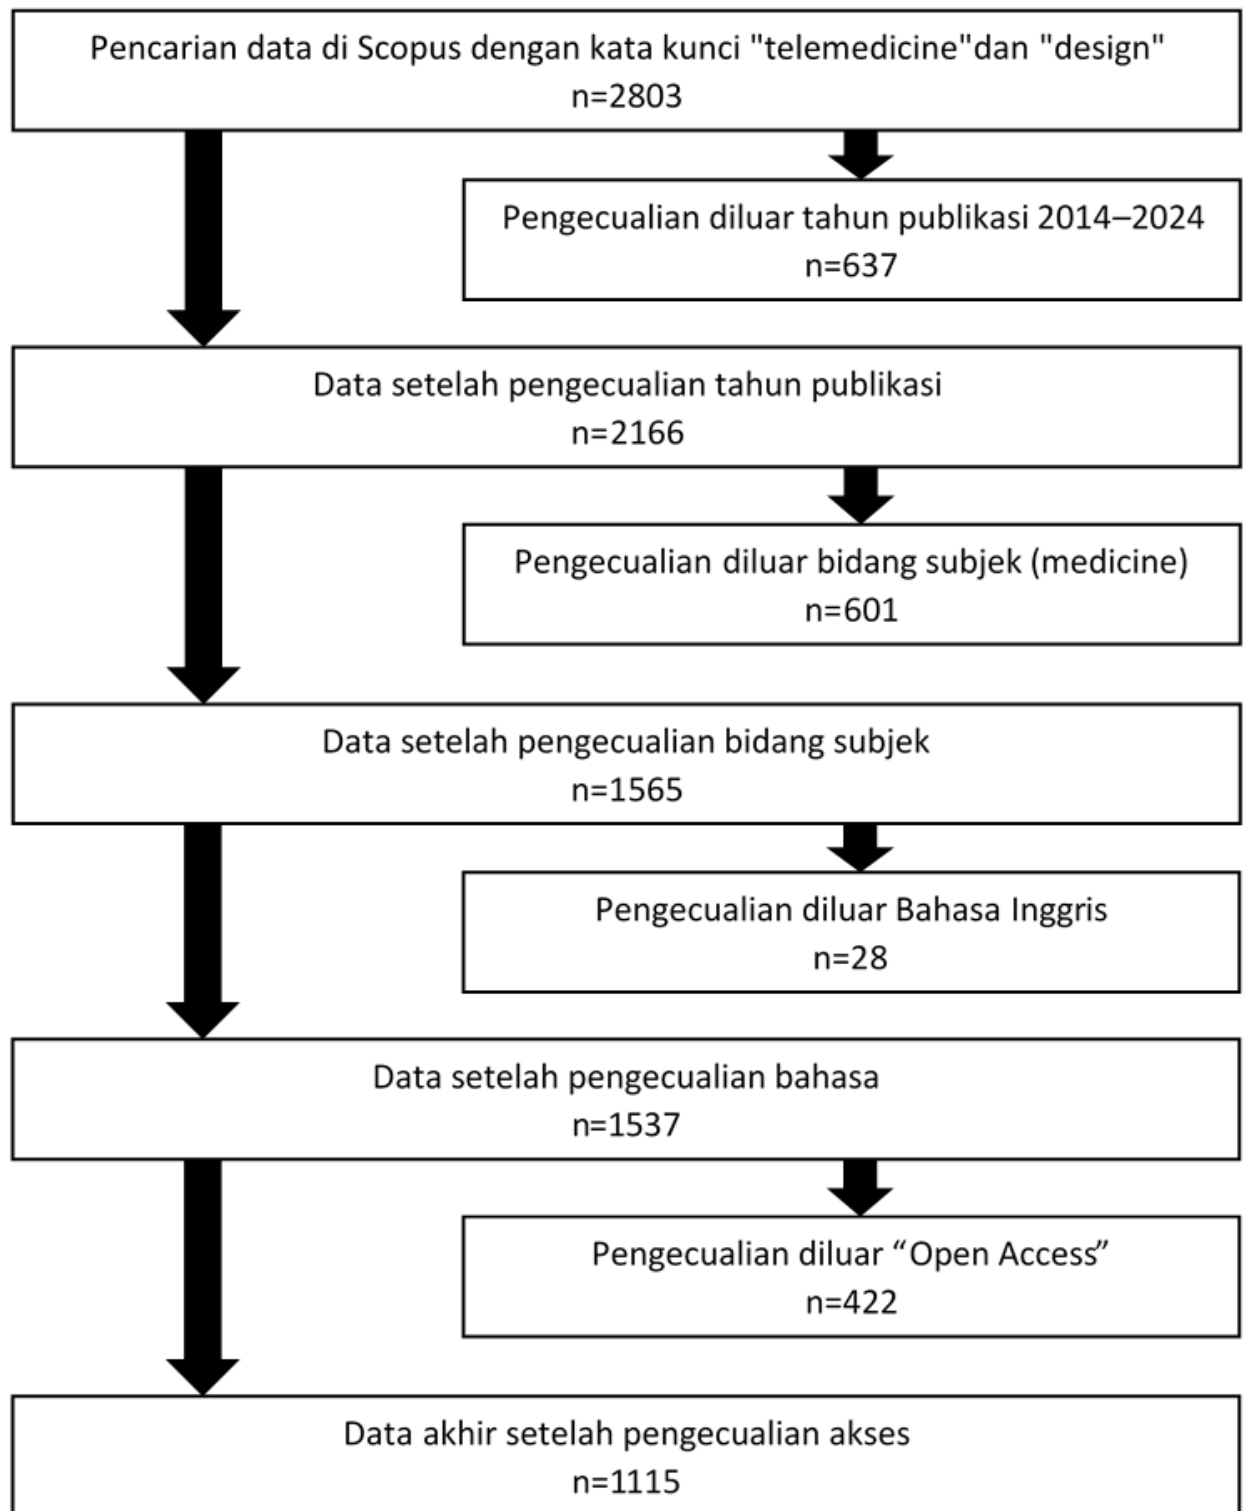 Pencarian data di Scopus dengan kata kunci "telemedicine"dan "design"
n=2803
Pengecualian diluar tahun publikasi 2014–2024
n=637
Data setelah pengecualian tahun publikasi
n=2166
Pengecualian diluar bidang subjek (medicine)
n=601
Data setelah pengecualian bidang subjek
n=1565
Pengecualian diluar Bahasa Inggris
n=28
Data setelah pengecualian bahasa
n=1537
Pengecualian diluar “Open Access”
n=422
Data akhir setelah pengecualian akses
n=1115